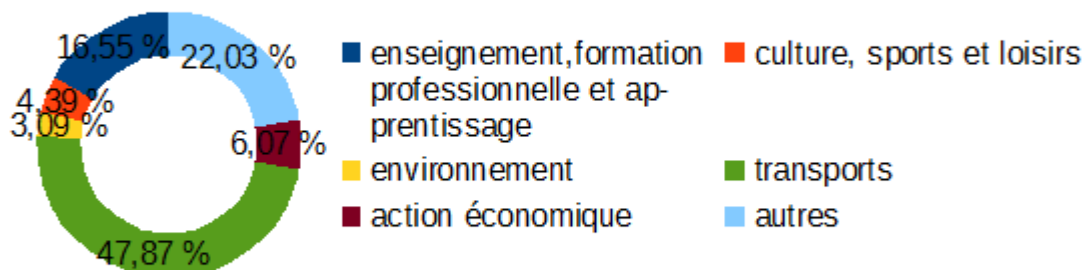 16,55 %
22,03 %
4,39 %
3,09 %
6,07 %
47,87 %
enseignement,formation
professionnelle et ap-
prentissage
culture, sports et loisirs
environnement
transports
action économique
autres